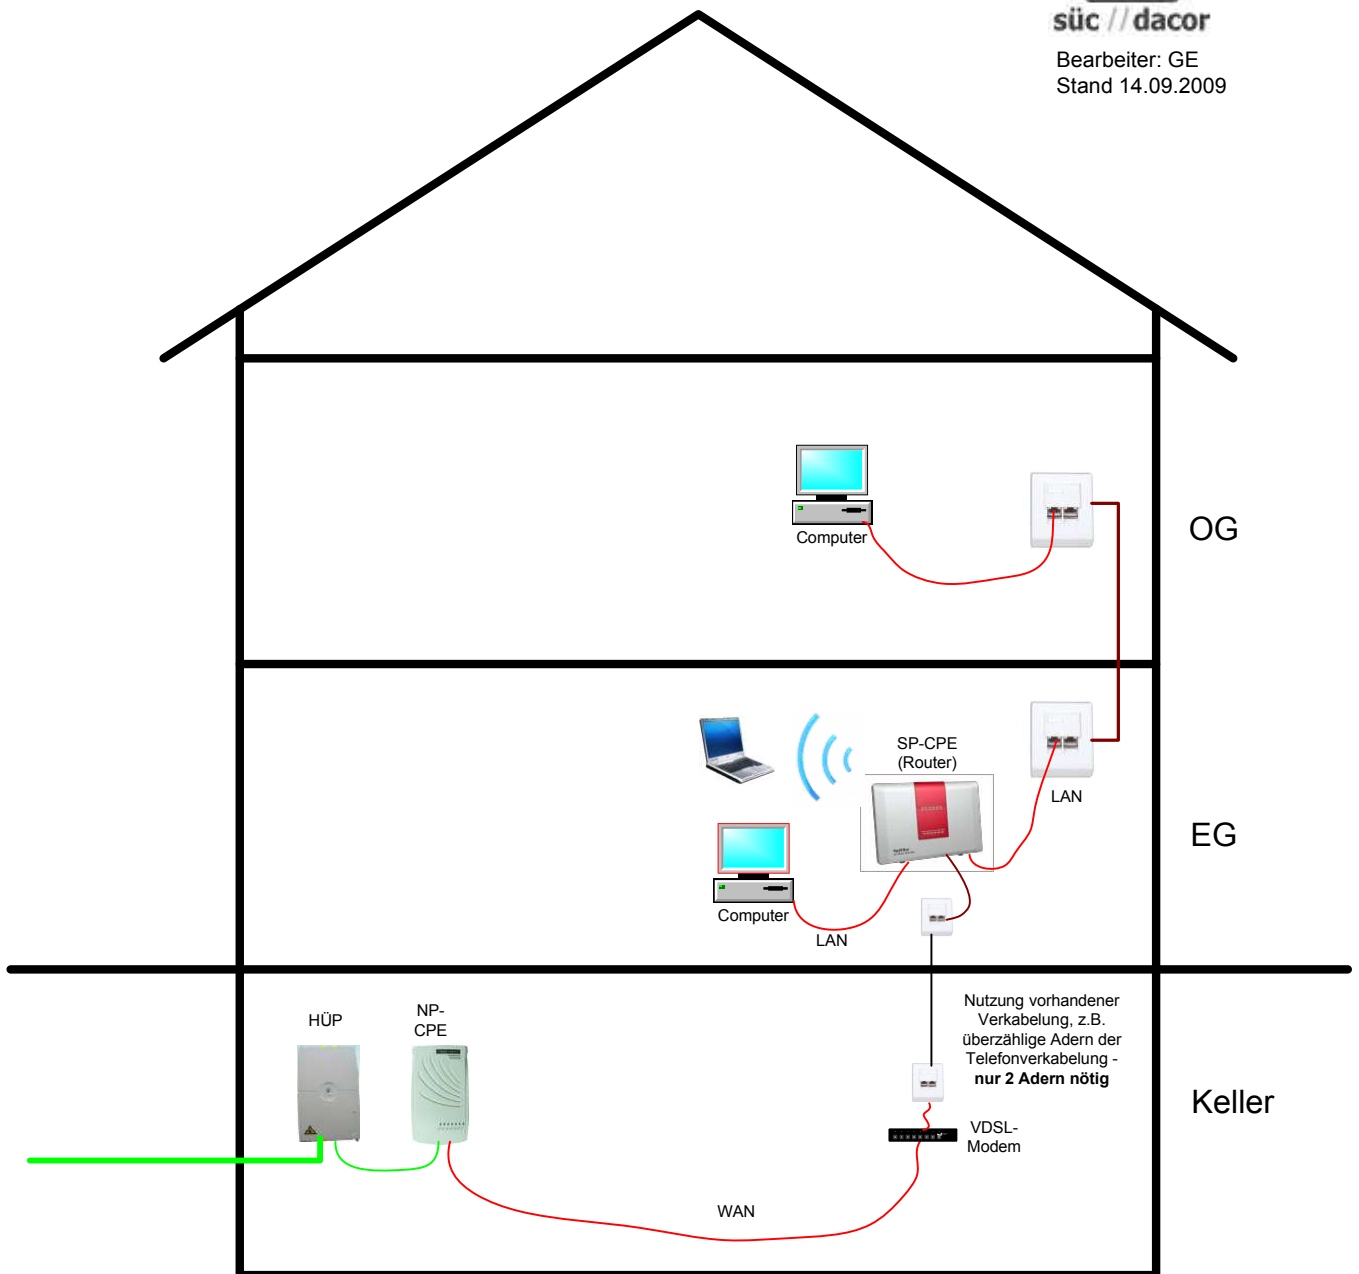 süc // dacor
Bearbeiter: GE
Stand 14.09.2009
Computer
OG
SP-CPE
(Router)
LAN
EG
Computer
LAN
HÜP
NP-
CPE
Nutzung vorhandener
Verkabelung, z.B.
überzählige Adern der
Telefonverkabelung -
nur 2 Adern nötig
Keller
VDSL-
Modem
WAN